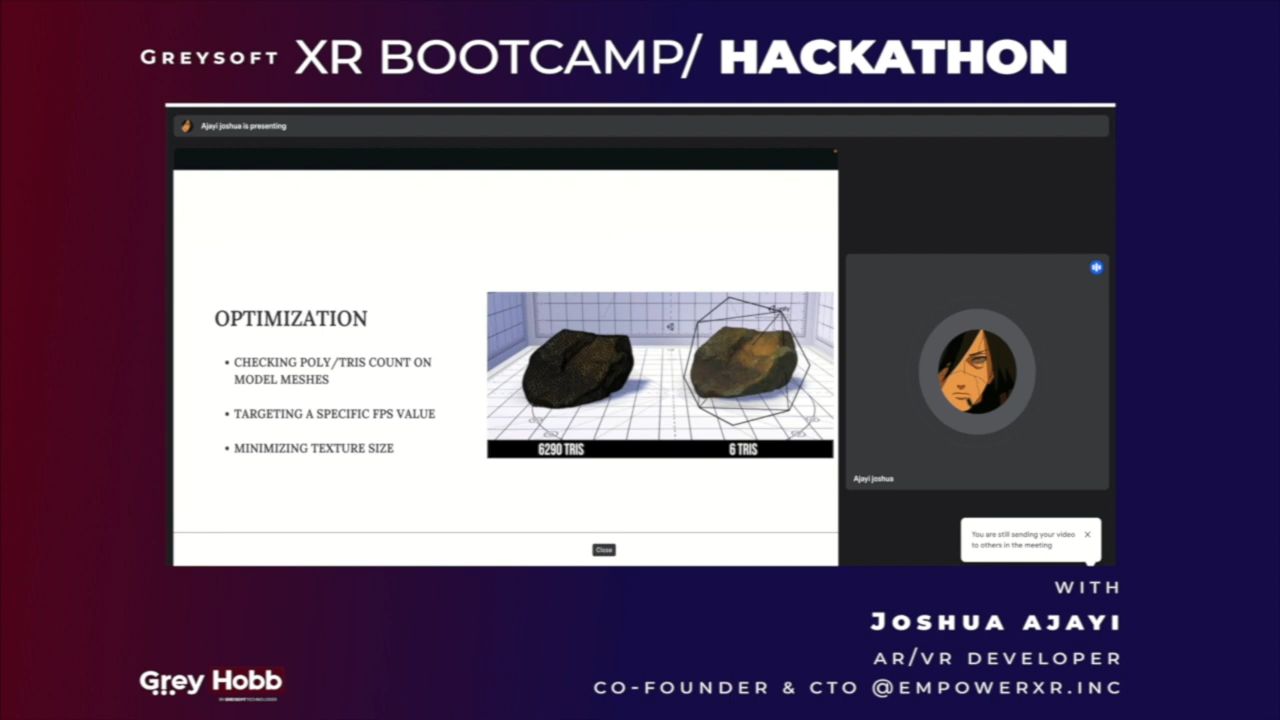 GREYSOFT XR BOOTCAMP/ HACKATHON
Ajayi joshua is presenting
OPTIMIZATION
• CHECKING POLY/TRIS COUNT ON
MODEL MESHES
• TARGETING A SPECIFIC FPS VALUE
• MINIMIZING TEXTURE SIZE
6290 TRIS
6 TRIS
Ajayi joshua
You are still sending your video
to others in the meeting
Close
WITH
JOSHUA AJAYI
AR/VR DEVELOPER
CO-FOUNDER & CTO @EMPOWERXR.INC
Grey Hobb